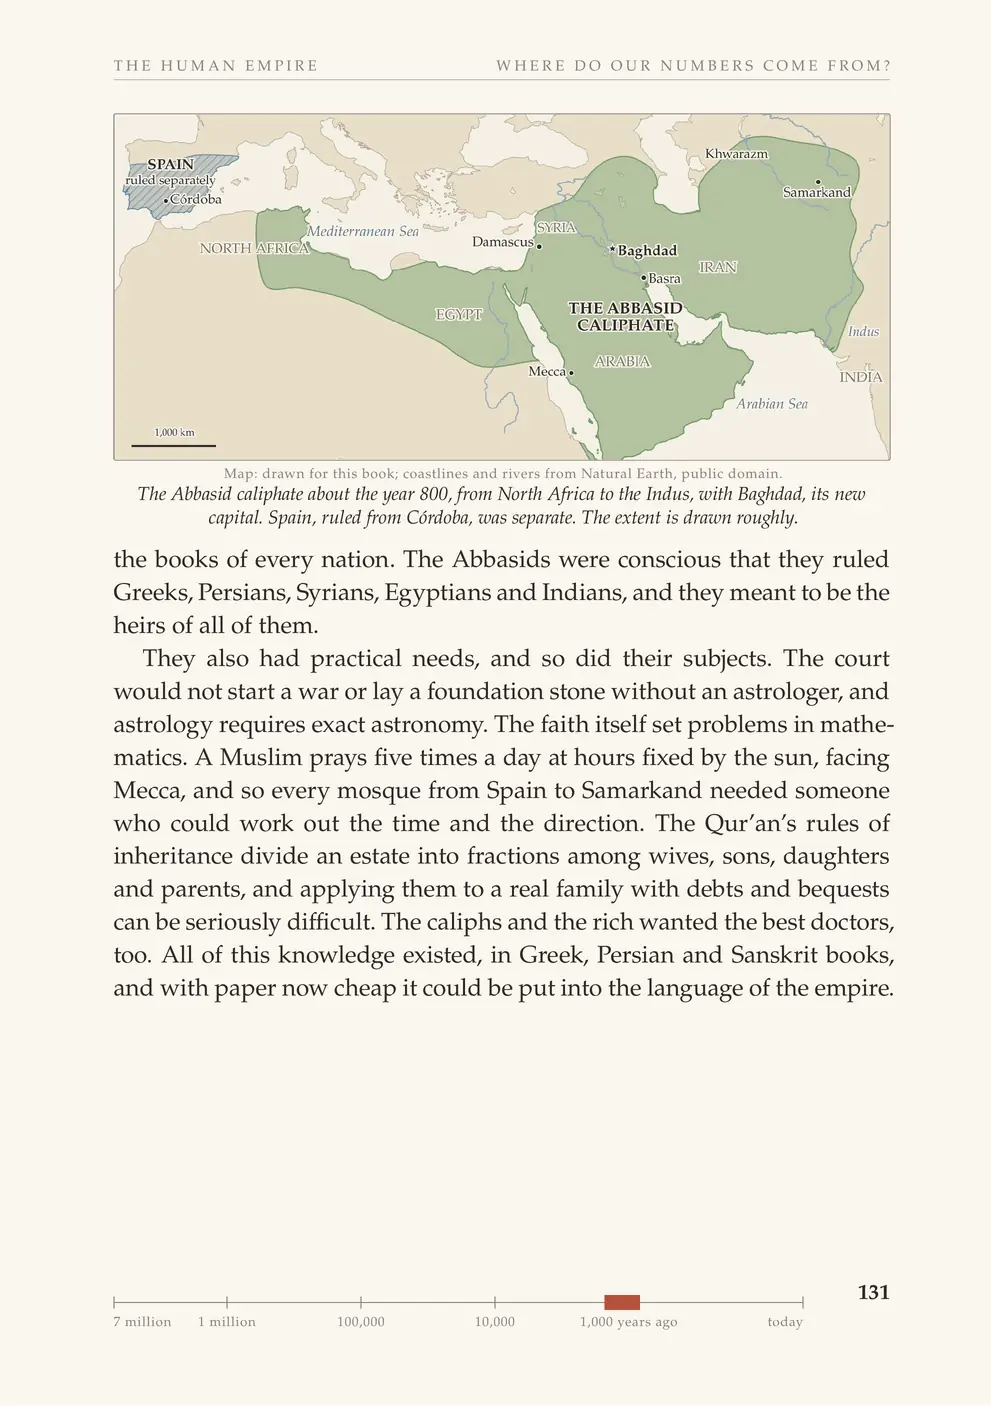 THE HUMAN EMPIRE
WHERE DO OUR NUMBERS COME FROM?
SPAIN
ruled separately
Córdoba
Khwarazm
Samarkand
NORTH AFRICA
Mediterranean Sea
Damascus
SYRIA
Baghdad
IRAN
Basra
EGYPT
THE ABBASID
CALIPHATE
Indus
ARABIA
Mecca
INDIA
Arabian Sea
1,000 km
Map: drawn for this book; coastlines and rivers from Natural Earth, public domain.
The Abbasid caliphate about the year 800, from North Africa to the Indus, with Baghdad, its new
capital. Spain, ruled from Córdoba, was separate. The extent is drawn roughly.
the books of every nation. The Abbasids were conscious that they ruled
Greeks, Persians, Syrians, Egyptians and Indians, and they meant to be the
heirs of all of them.
They also had practical needs, and so did their subjects. The court
would not start a war or lay a foundation stone without an astrologer, and
astrology requires exact astronomy. The faith itself set problems in mathe-
matics. A Muslim prays five times a day at hours fixed by the sun, facing
Mecca, and so every mosque from Spain to Samarkand needed someone
who could work out the time and the direction. The Qur’an’s rules of
inheritance divide an estate into fractions among wives, sons, daughters
and parents, and applying them to a real family with debts and bequests
can be seriously difficult. The caliphs and the rich wanted the best doctors,
too. All of this knowledge existed, in Greek, Persian and Sanskrit books,
and with paper now cheap it could be put into the language of the empire.
131
7 million
1 million
100,000
10,000
1,000 years ago
today